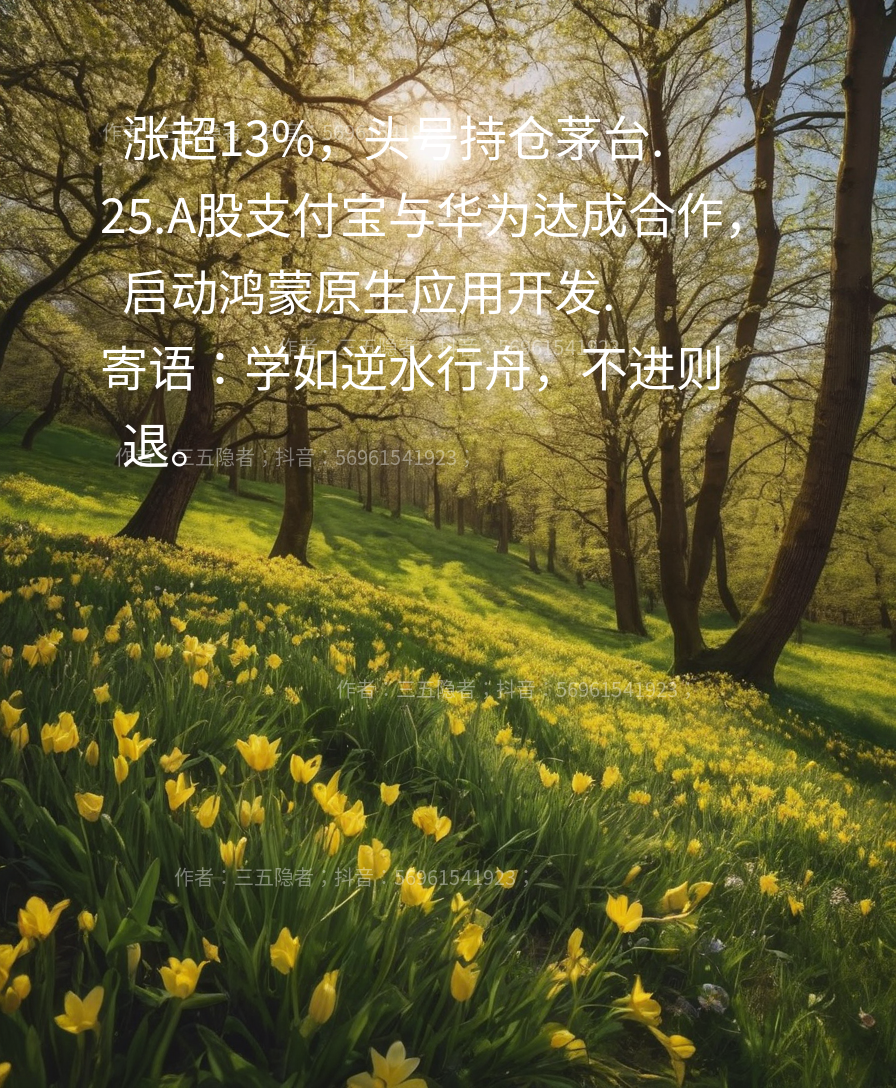 涨超13%，头号持仓茅台.
25.A股支付宝与华为达成合作，
启动鸿蒙原生应用开发.
寄语：学如逆水行舟，不进则
退。
作者：三五隐者；抖音：56961541923；
作者：三五隐者；抖音：56961541923；
作者：三五隐者；抖音：56961541923；